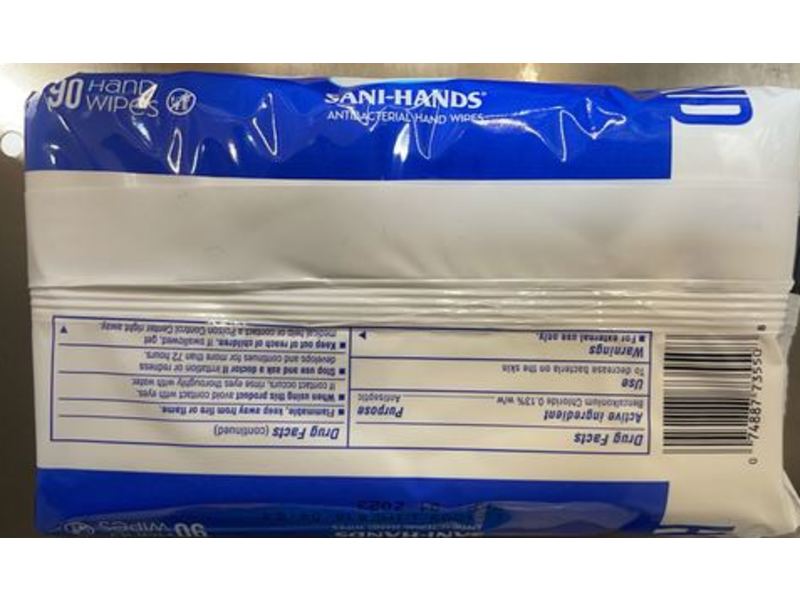 90 Hand
WIPES
SANI-HANDS®
ANTIBACTERIAL HAND WIPES
Drug Facts
Active ingredient Purpose
Benzalkonium Chloride 0.13% w/w Antiseptic
Use
To decrease bacteria on the skin
Warnings
■ For external use only.
Drug Facts (continued)
■ Flammable, keep away from fire or flame.
■ When using this product avoid contact with eyes.
If contact occurs, rinse eyes thoroughly with water.
■ Stop use and ask a doctor if irritation or redness
develops and continues for more than 72 hours.
■ Keep out of reach of children. If swallowed, get
medical help or contact a Poison Control Center right away.
0 74887 73550 8
SANI-HANDS
90
WIPES
2023